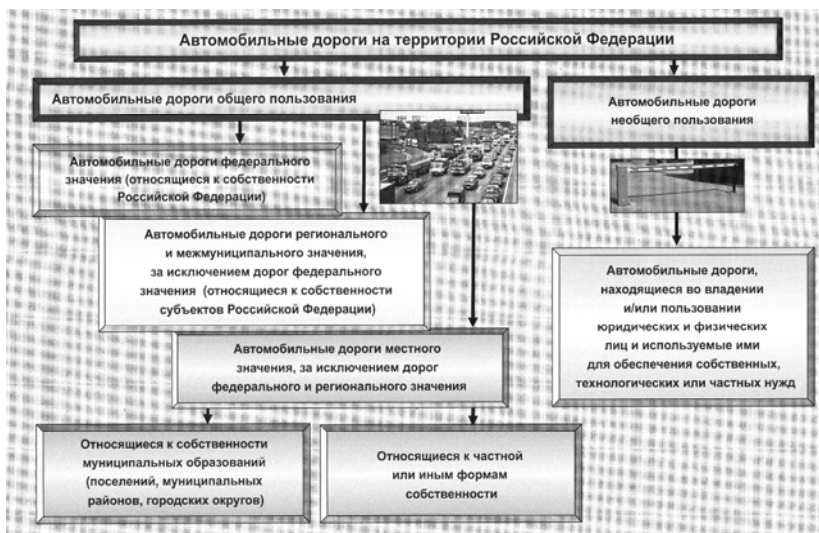 Автомобильные дороги на территории Российской Федерации
Автомобильные дороги общего пользования
Автомобильные дороги
необщего пользования
Автомобильные дороги федерального
значения (относящиеся к собственности
Российской Федерации)
Автомобильные дороги регионального
и межмуниципального значения,
за исключением дорог федерального
значения (относящиеся к собственности
субъектов Российской Федерации)
Автомобильные дороги местного
значения, за исключением дорог
федерального и регионального значения
Относящиеся к собственности
муниципальных образований
(поселений, муниципальных
районов, городских округов)
Относящиеся к частной
или иным формам
собственности
Автомобильные дороги,
находящиеся во владении
и/или пользовании
юридических и физических
лиц и используемые ими
для обеспечения собственных,
технологических или частных нужд